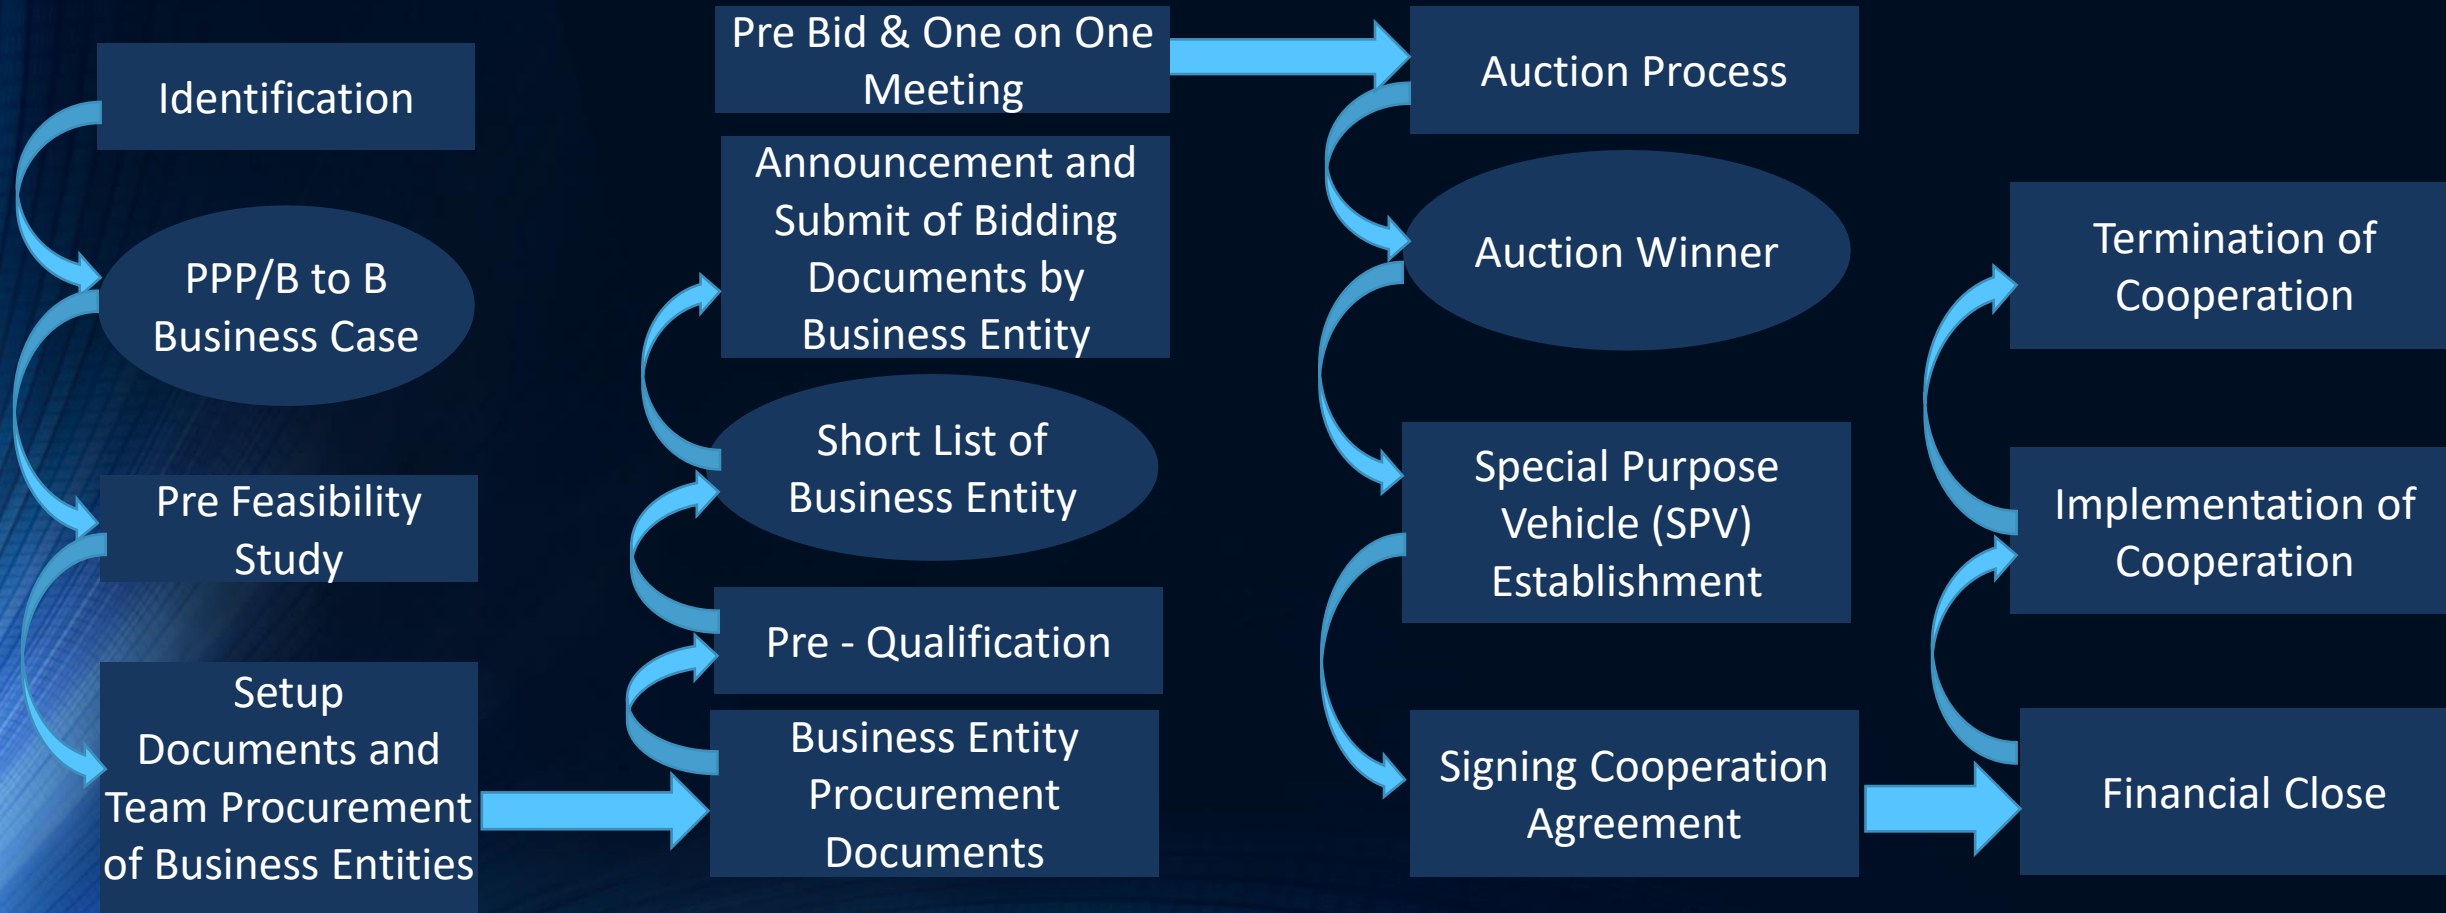 Identification
PPP/B to B
Business Case
Pre Feasibility
Study
Setup
Documents and
Team Procurement
of Business Entities
Pre Bid & One on One
Meeting
Announcement and
Submit of Bidding
Documents by
Business Entity
Short List of
Business Entity
Pre - Qualification
Business Entity
Procurement
Documents
Auction Process
Auction Winner
Special Purpose
Vehicle (SPV)
Establishment
Signing Cooperation
Agreement
Termination of
Cooperation
Implementation of
Cooperation
Financial Close